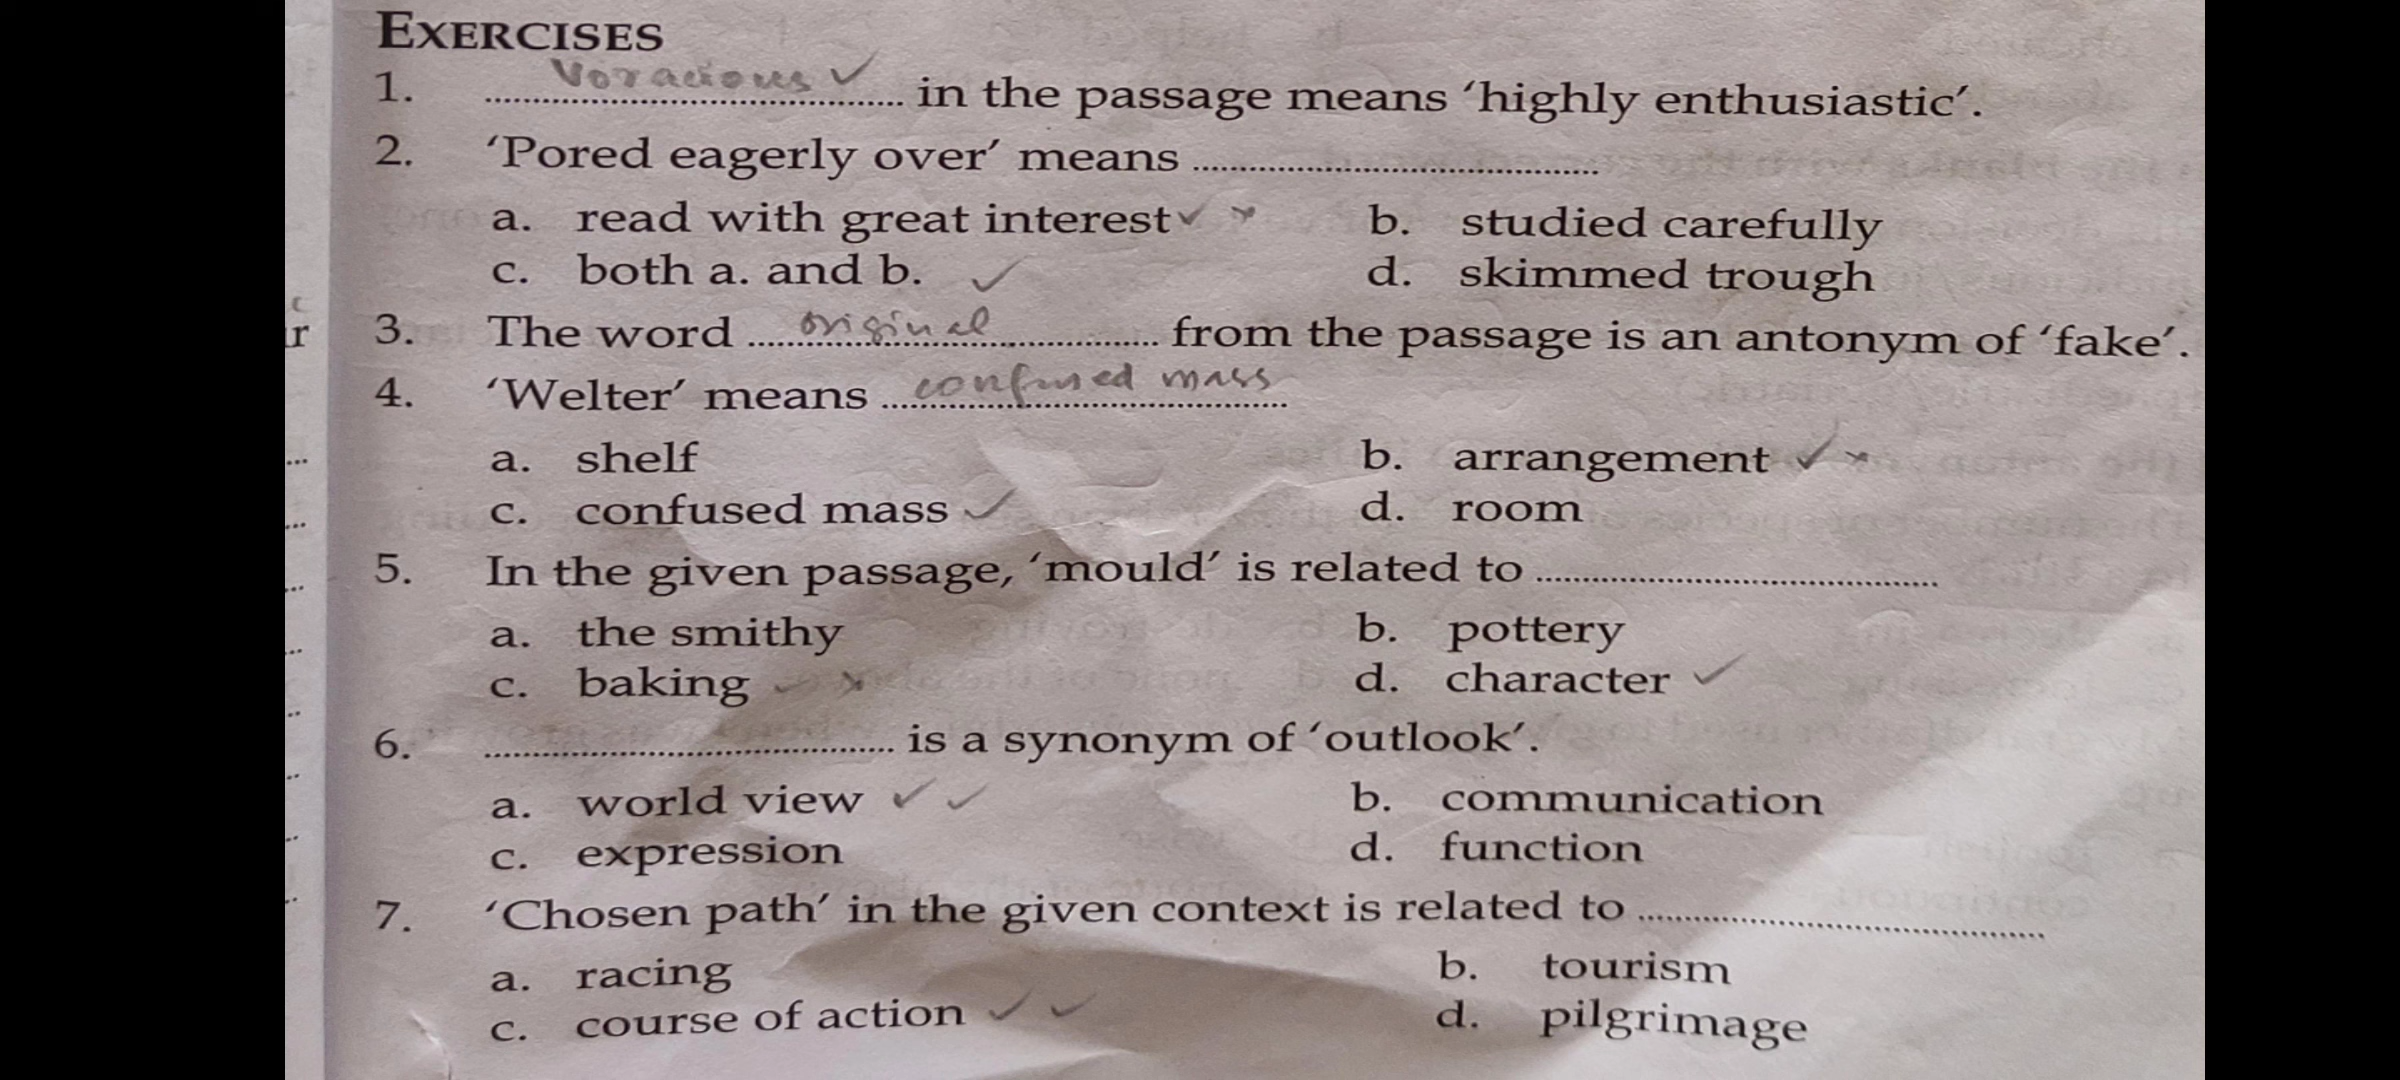 EXERCISES
1. Voracious ✓ in the passage means 'highly enthusiastic'.
2. 'Pored eagerly over' means ........................................
a. read with great interest ✓ × b. studied carefully
c. both a. and b. ✓ d. skimmed trough
r 3. The word original from the passage is an antonym of 'fake'.
4. 'Welter' means confused mass
a. shelf b. arrangement ✓ ×
c. confused mass ✓ d. room
5. In the given passage, 'mould' is related to ........................................
a. the smithy b. pottery
c. baking ✓ × d. character ✓
6. ........................................ is a synonym of 'outlook'.
a. world view ✓ ✓ b. communication
c. expression d. function
7. 'Chosen path' in the given context is related to ........................................
a. racing b. tourism
c. course of action ✓ ✓ d. pilgrimage